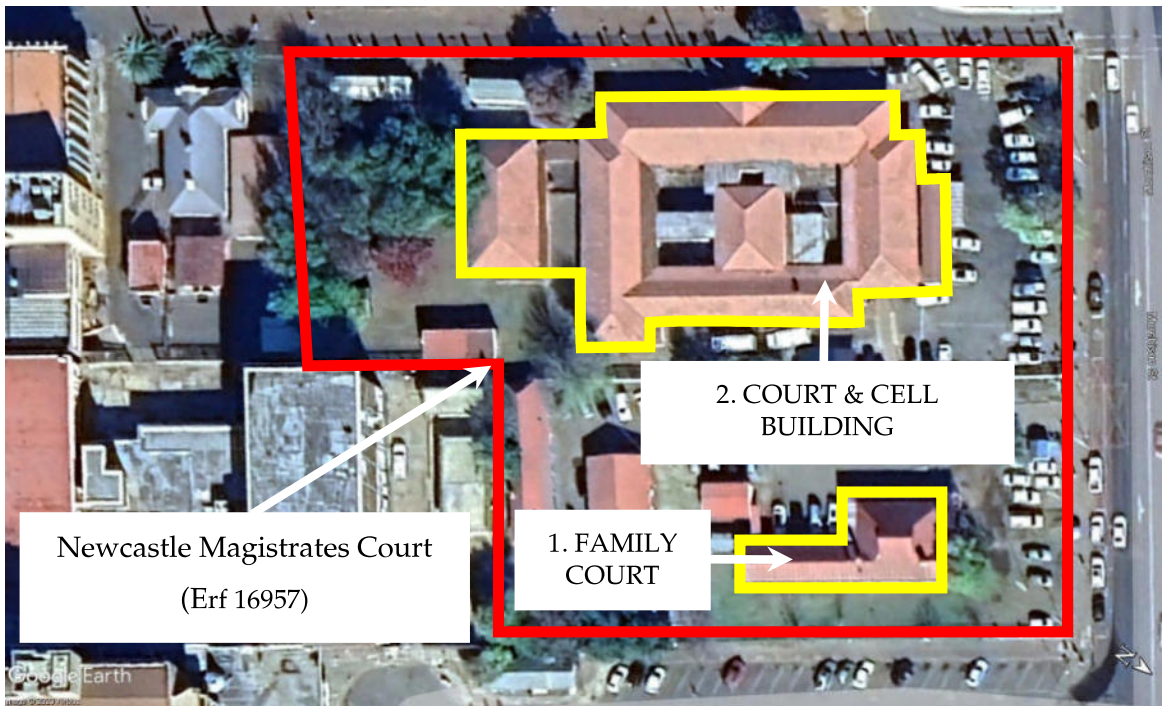 2. COURT & CELL
BUILDING
Newcastle Magistrates Court
(Erf 16957)
1. FAMILY
COURT
Google Earth
N